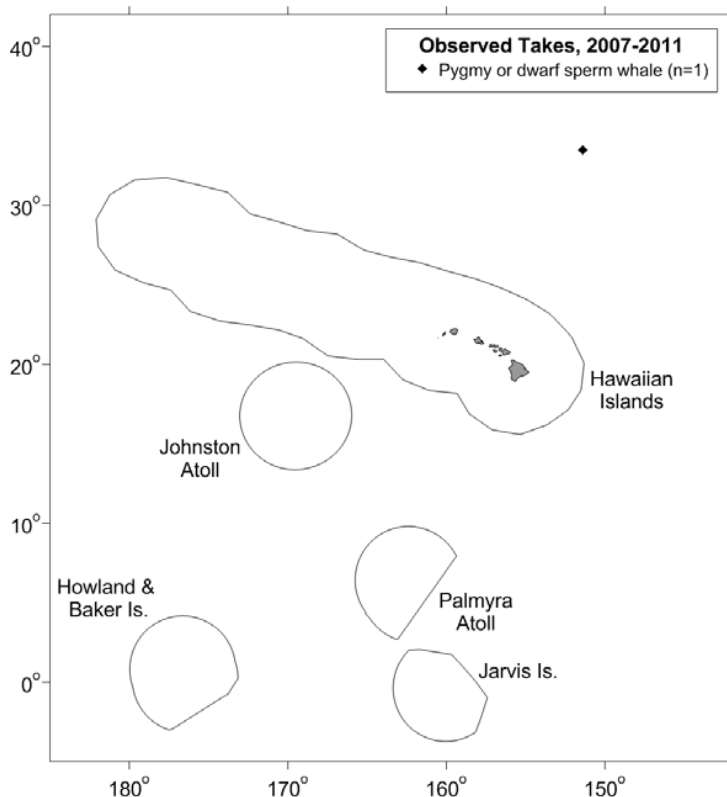 Observed Takes, 2007-2011
Pygmy or dwarf sperm whale (n=1)
40°
30°
20°
10°
0°
Hawaiian
Islands
Johnston
Atoll
Howland &
Baker Is.
Palmyra
Atoll
Jarvis Is.
180°
170°
160°
150°